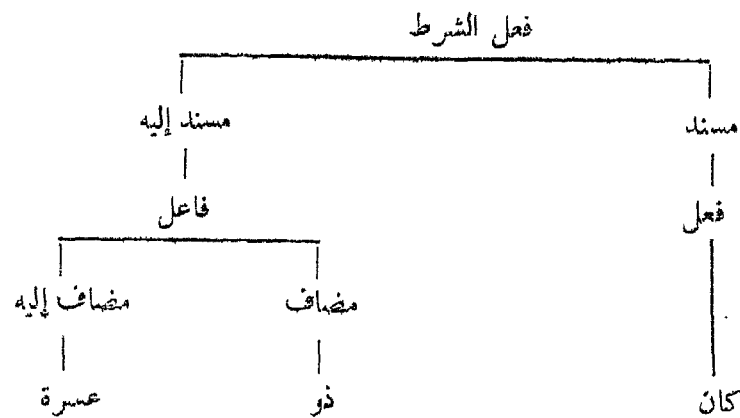 فعل الشرط
مسند مسند إليه
فعل فاعل
مضاف مضاف إليه
كان ذو عسرة